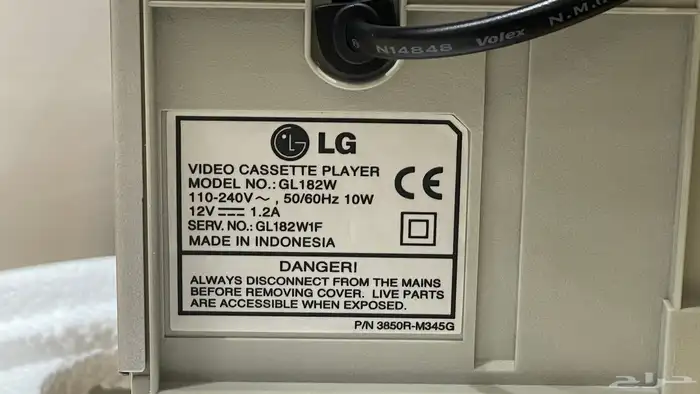 N14848 Volex N.M.
LG
VIDEO CASSETTE PLAYER
MODEL NO.: GL182W
110-240V~ , 50/60Hz 10W
12V⎓ 1.2A
SERV. NO.: GL182W1F
MADE IN INDONESIA
CE
DANGER!
ALWAYS DISCONNECT FROM THE MAINS
BEFORE REMOVING COVER. LIVE PARTS
ARE ACCESSIBLE WHEN EXPOSED.
P/N 3850R-M345G
حراج